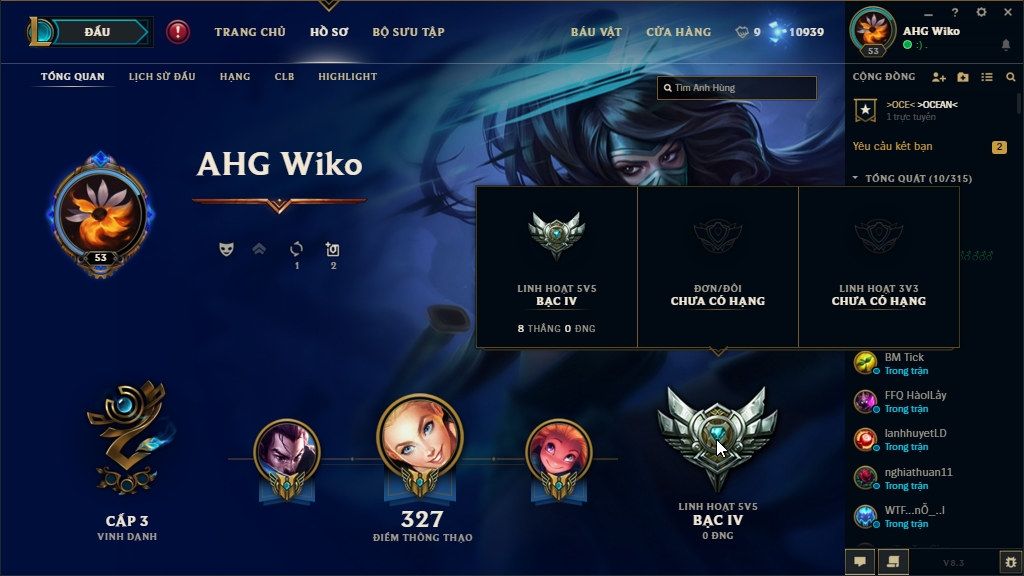 ĐẤU
TRANG CHỦ
HỒ SƠ
BỘ SƯU TẬP
BÁU VẬT
CỬA HÀNG
9
10939
53
AHG Wiko
:) .
TỔNG QUAN
LỊCH SỬ ĐẤU
HẠNG
CLB
HIGHLIGHT
Tìm Anh Hùng
CỘNG ĐỒNG
>OCE< >OCEAN<
1 trực tuyến
Yêu cầu kết bạn
2
TỔNG QUÁT (10/315)
AHG Wiko
53
1
2
LINH HOẠT 5V5
BẠC IV
8 THẮNG 0 ĐNG
ĐƠN/ĐÔI
CHƯA CÓ HẠNG
LINH HOẠT 3V3
CHƯA CÓ HẠNG
BM Tick
Trong trận
FFQ HàolLây
Trong trận
lanhhuyetLD
Trong trận
nghiathuan11
Trong trận
WTF...nỖ_..I
Trong trận
CẤP 3
VINH DANH
327
ĐIỂM THÔNG THẠO
LINH HOẠT 5V5
BẠC IV
0 ĐNG
V8.3